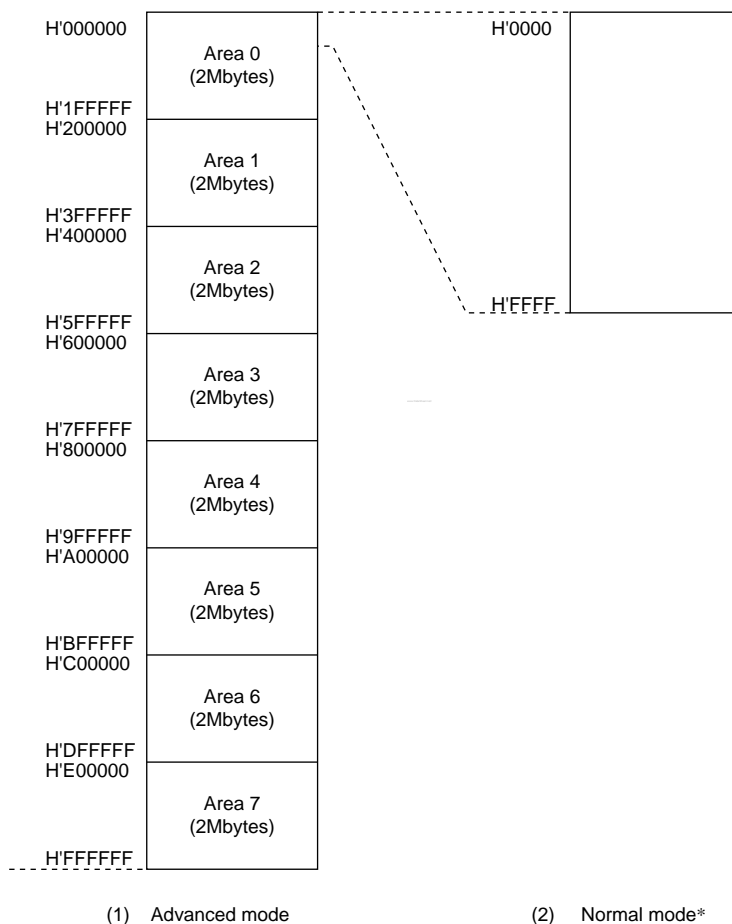 H'000000
Area 0
(2Mbytes)
H'1FFFFF
H'200000
Area 1
(2Mbytes)
H'3FFFFF
H'400000
Area 2
(2Mbytes)
H'5FFFFF
H'600000
Area 3
(2Mbytes)
H'7FFFFF
H'800000
Area 4
(2Mbytes)
H'9FFFFF
H'A00000
Area 5
(2Mbytes)
H'BFFFFF
H'C00000
Area 6
(2Mbytes)
H'DFFFFF
H'E00000
Area 7
(2Mbytes)
H'FFFFFF
(1) Advanced mode
H'0000
H'FFFF
(2) Normal mode*